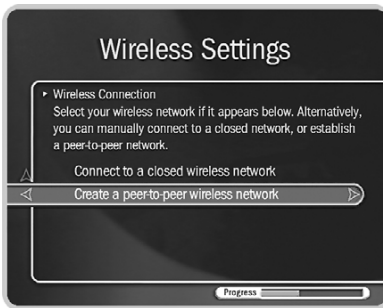 Wireless Settings
Wireless Connection
Select your wireless network if it appears below. Alternatively,
you can manually connect to a closed network, or establish
a peer-to-peer network.
Connect to a closed wireless network
Create a peer-to-peer wireless network
Progress